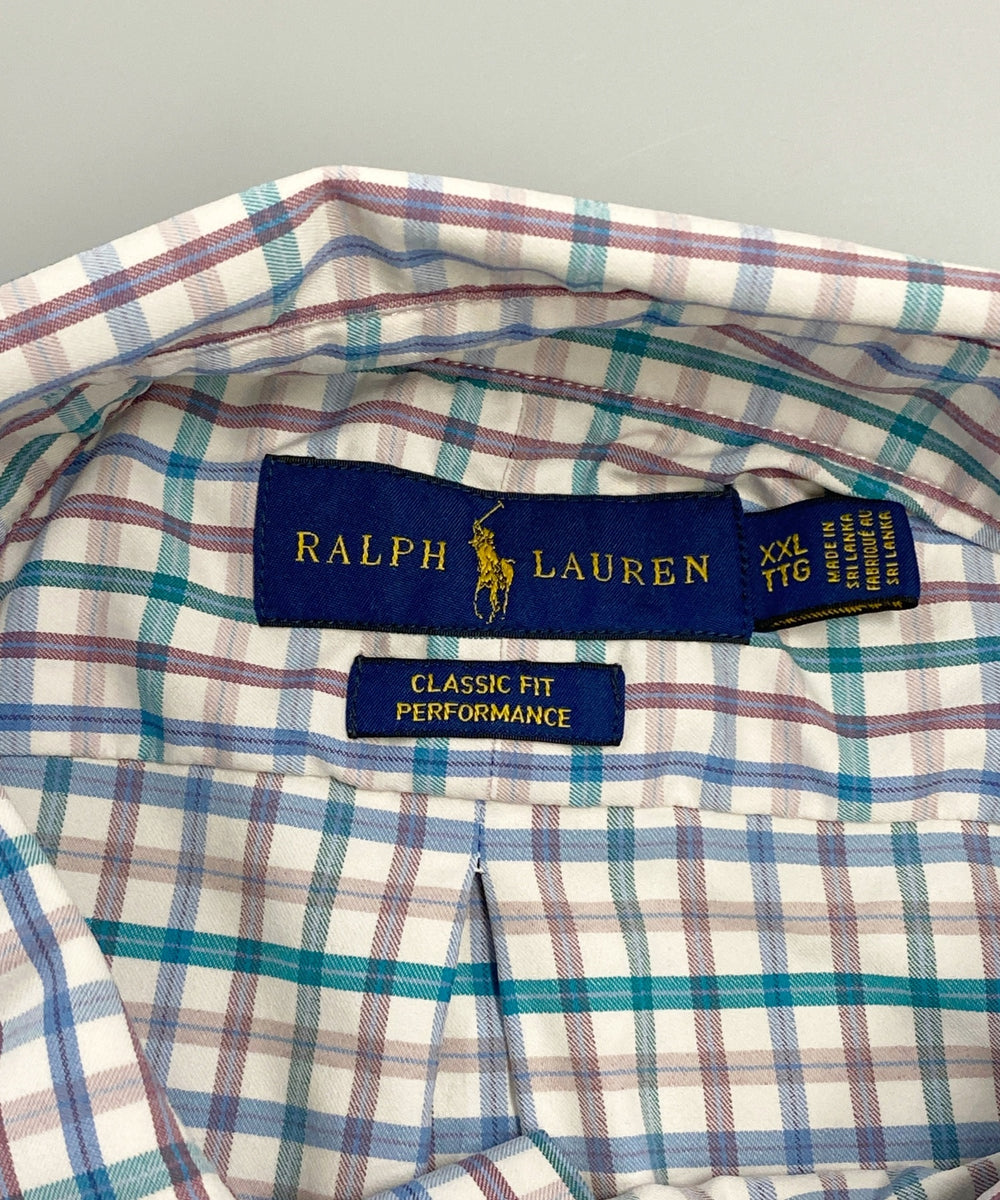 RALPH LAUREN
XXL
TTG
MADE IN
SRI LANKA
FABRIQUÉ AU
SRI LANKA
CLASSIC FIT
PERFORMANCE